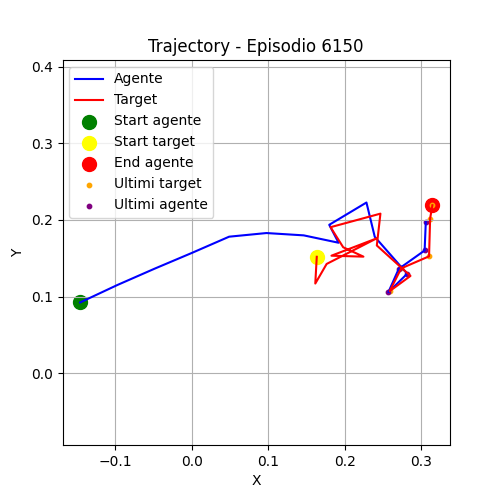 Trajectory - Episodio 6150
Agente
Target
Start agente
Start target
End agente
Ultimi target
Ultimi agente
0.4
0.3
0.2
0.1
0.0
Y
−0.1
0.0
0.1
0.2
0.3
X